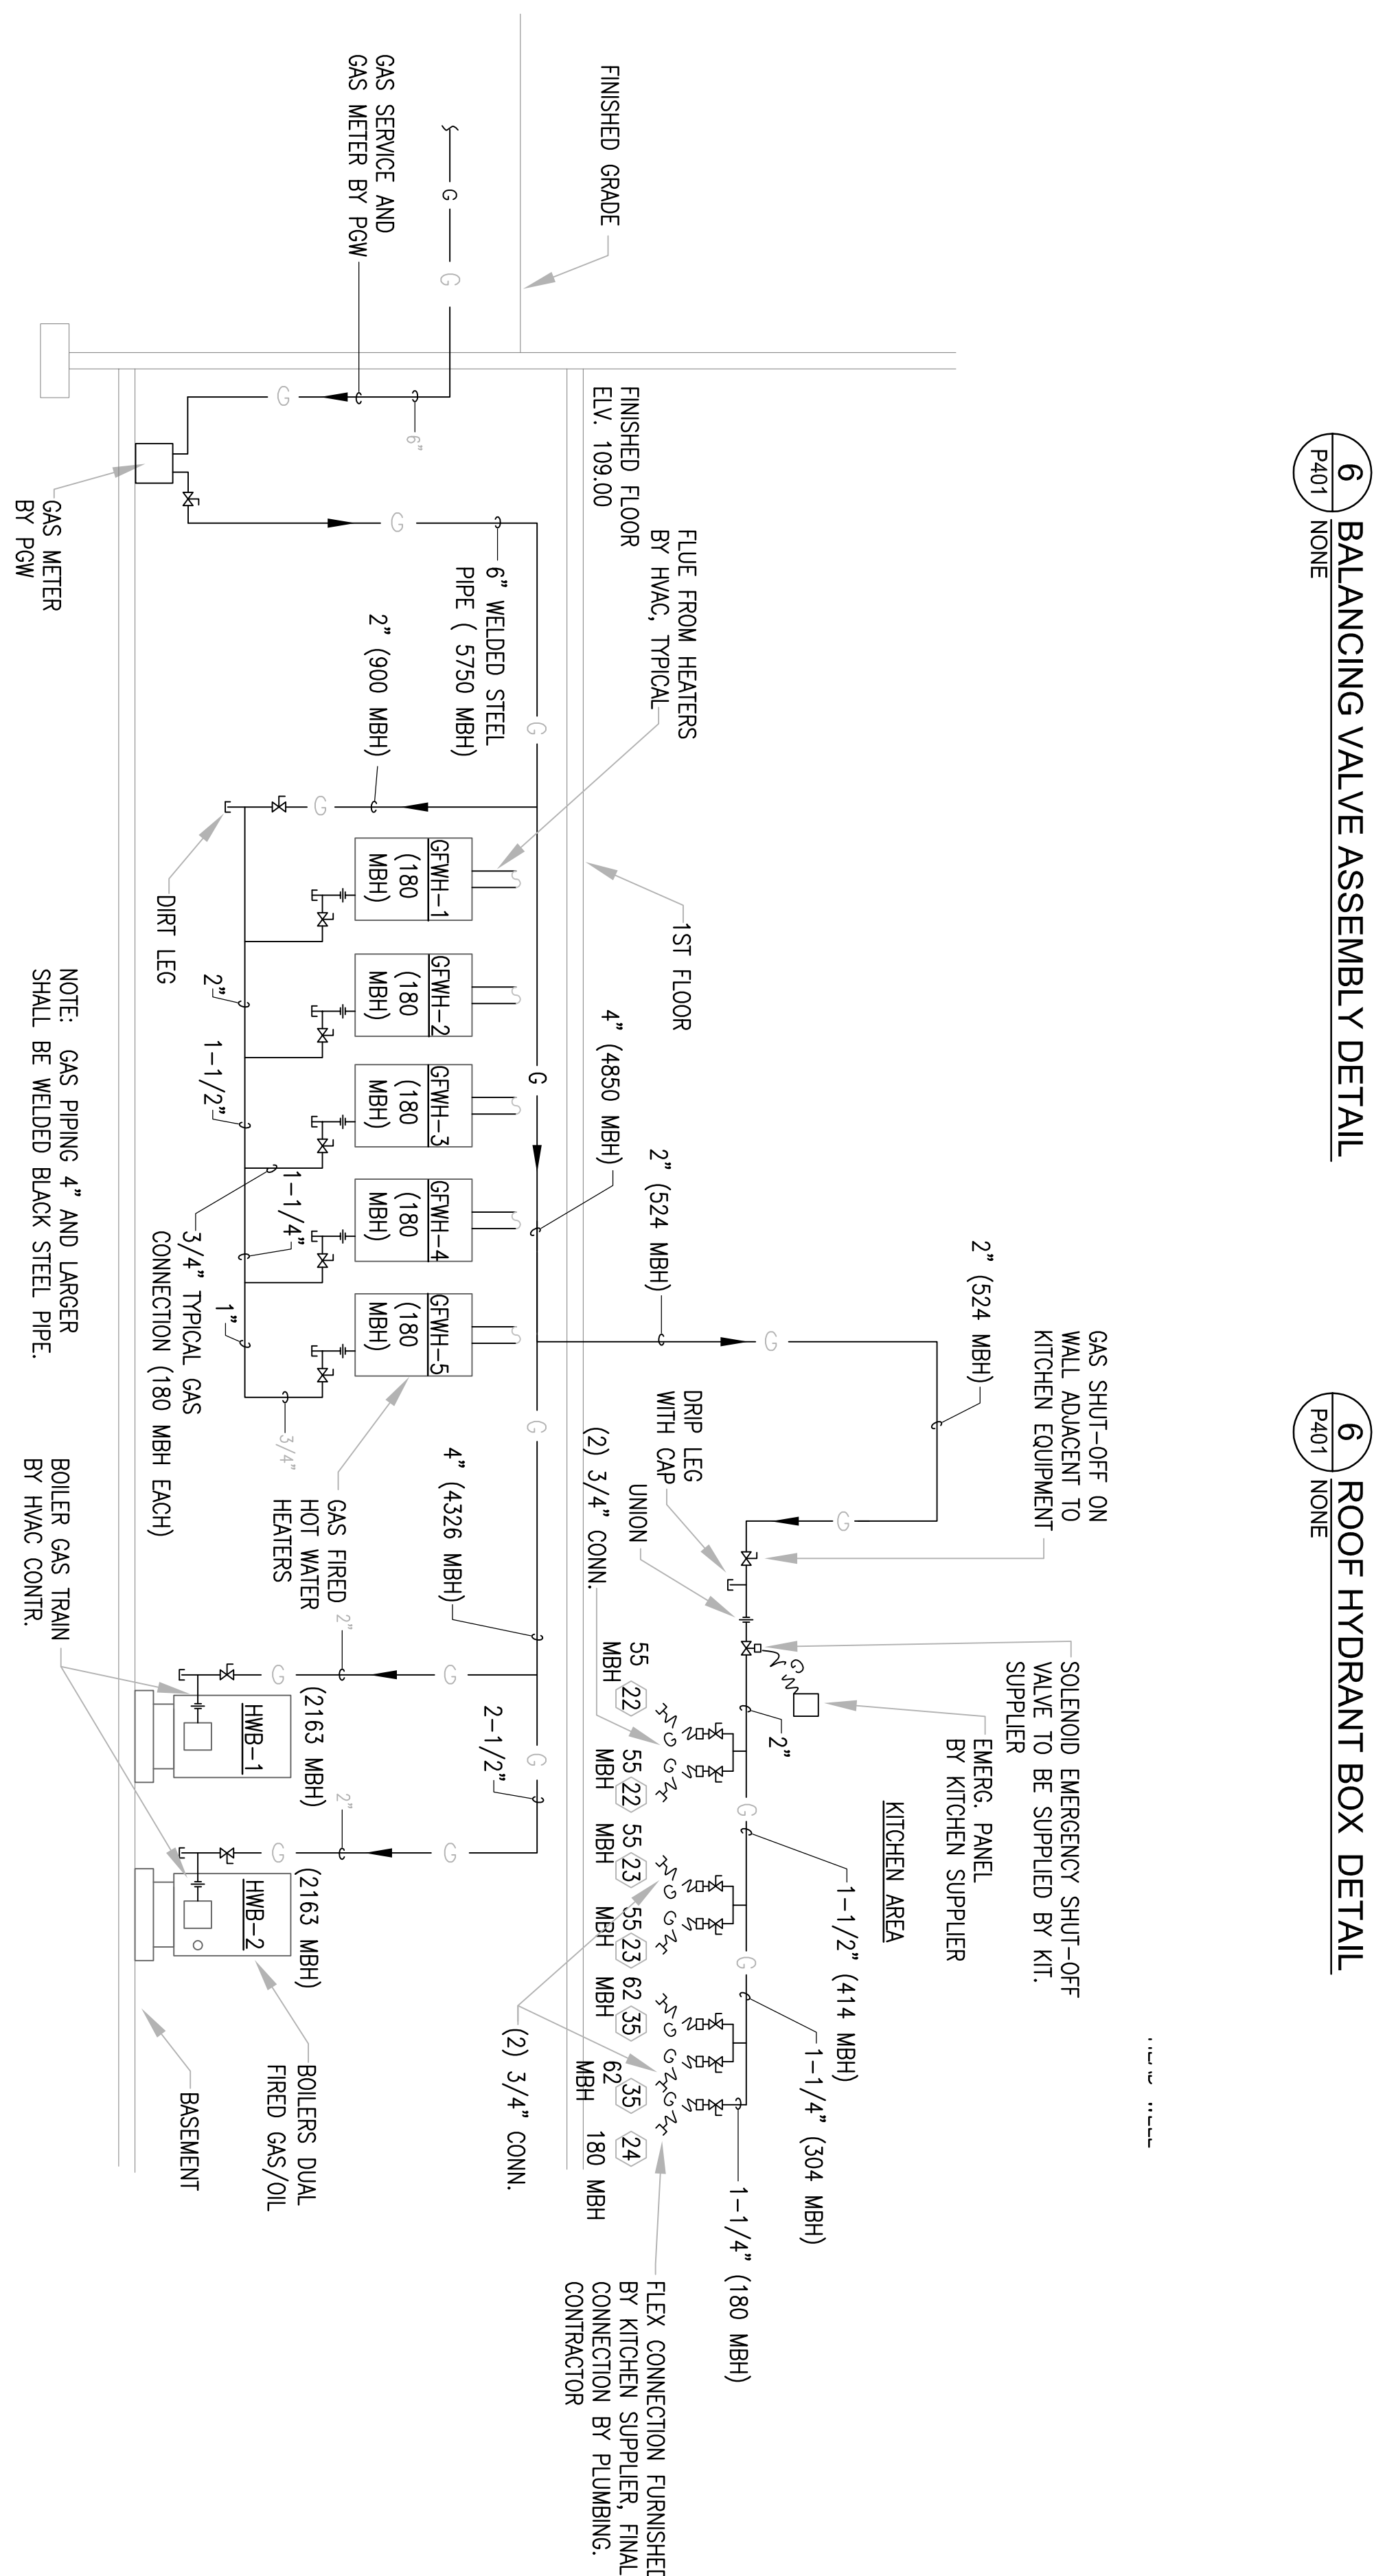 6
P401
BALANCING VALVE ASSEMBLY DETAIL
NONE
6
P401
ROOF HYDRANT BOX DETAIL
NONE
GAS SHUT-OFF ON
WALL ADJACENT TO
KITCHEN EQUIPMENT
SOLENOID EMERGENCY SHUT-OFF
VALVE TO BE SUPPLIED BY KIT.
SUPPLIER
EMERG. PANEL
BY KITCHEN SUPPLIER
2" (524 MBH)
KITCHEN AREA
1-1/2" (414 MBH)
1-1/4" (304 MBH)
1-1/4" (180 MBH)
2"
G
G
G
G
G
G
FINISHED GRADE
FINISHED FLOOR
ELV. 109.00
FLUE FROM HEATERS
BY HVAC, TYPICAL
1ST FLOOR
2" (524 MBH)
4" (4850 MBH)
DRIP LEG
WITH CAP
UNION
(2) 3/4" CONN.
55
MBH
22
55
MBH
22
55
MBH
23
55
MBH
23
62
MBH
35
62
MBH
35
180 MBH
24
G
G
G
G
G
G
G
(2) 3/4" CONN.
FLEX CONNECTION FURNISHED
BY KITCHEN SUPPLIER, FINAL
CONNECTION BY PLUMBING.
CONTRACTOR
G
G
G
G
G
G
GAS SERVICE AND
GAS METER BY PGW
6"
G
G
6" WELDED STEEL
PIPE ( 5750 MBH)
2" (900 MBH)
G
4" (4326 MBH)
2-1/2"
G
G
2"
2"
G
G
GFWH-1
(180
MBH)
GFWH-2
(180
MBH)
GFWH-3
(180
MBH)
GFWH-4
(180
MBH)
GFWH-5
(180
MBH)
GAS FIRED
HOT WATER
HEATERS
3/4"
(2163 MBH)
HWB-1
(2163 MBH)
HWB-2
BOILERS DUAL
FIRED GAS/OIL
BASEMENT
DIRT LEG
2"
1-1/2"
1-1/4"
1"
3/4" TYPICAL GAS
CONNECTION (180 MBH EACH)
GAS METER
BY PGW
NOTE: GAS PIPING 4" AND LARGER
SHALL BE WELDED BLACK STEEL PIPE.
BOILER GAS TRAIN
BY HVAC CONTR.